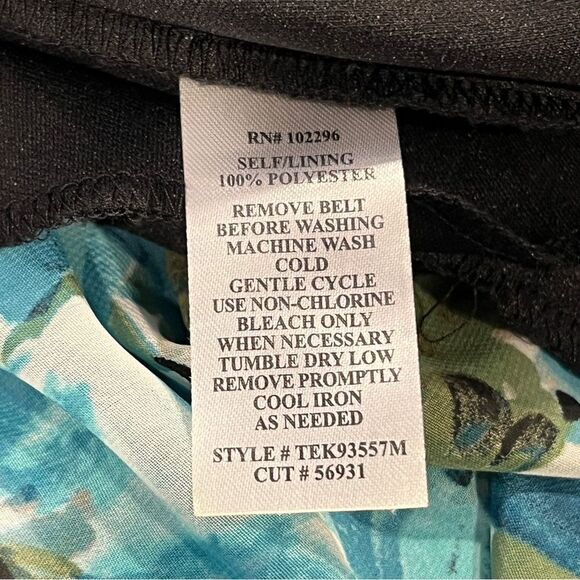 RN# 102296
SELF/LINING
100% POLYESTER
REMOVE BELT
BEFORE WASHING
MACHINE WASH
COLD
GENTLE CYCLE
USE NON-CHLORINE
BLEACH ONLY
WHEN NECESSARY
TUMBLE DRY LOW
REMOVE PROMPTLY
COOL IRON
AS NEEDED
STYLE # TEK93557M
CUT # 56931